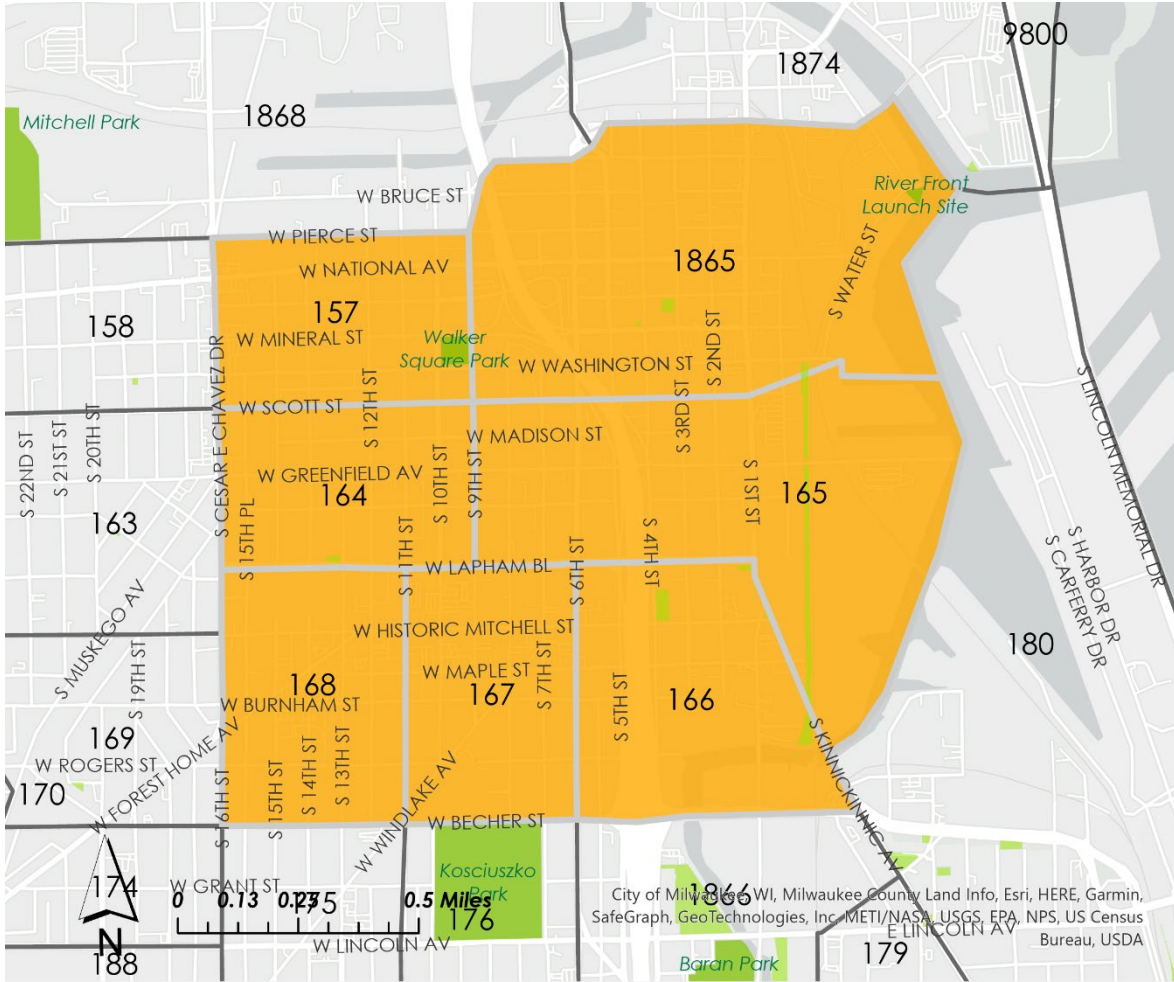 9800
1874
1868
Mitchell Park
W BRUCE ST
River Front
Launch Site
W PIERCE ST
W NATIONAL AV
1865
S WATER ST
157
158
W MINERAL ST
Walker
Square Park
S 2ND ST
W WASHINGTON ST
S CESAR E CHAVEZ DR
S LINCOLN MEMORIAL DR
W SCOTT ST
S 12TH ST
S 3RD ST
S 22ND ST
S 21ST ST
S 20TH ST
W MADISON ST
W GREENFIELD AV
164
S 10TH ST
S 9TH ST
S 1ST ST
165
163
S 15TH PL
S 11TH ST
W LAPHAM BL
S 6TH ST
S 4TH ST
S HARBOR DR
S CARFERRY DR
S MUSKEGO AV
W HISTORIC MITCHELL ST
180
S 19TH ST
168
W MAPLE ST
167
S 7TH ST
S 5TH ST
166
W BURNHAM ST
169
W ROGERS ST
W FOREST HOME AV
S 14TH ST
S 13TH ST
S KINNICKINNIC AV
170
S 16TH ST
S 15TH ST
W WINDLAKE AV
W BECHER ST
174
W GRANT ST
Kosciuszko
Park
0 0.13 0.25 0.5 Miles
175
176
1866
City of Milwaukee, WI, Milwaukee County Land Info, Esri, HERE, Garmin,
SafeGraph, GeoTechnologies, Inc, METI/NASA, USGS, EPA, NPS, US Census
Bureau, USDA
E LINCOLN AV
N
W LINCOLN AV
188
Baran Park
179